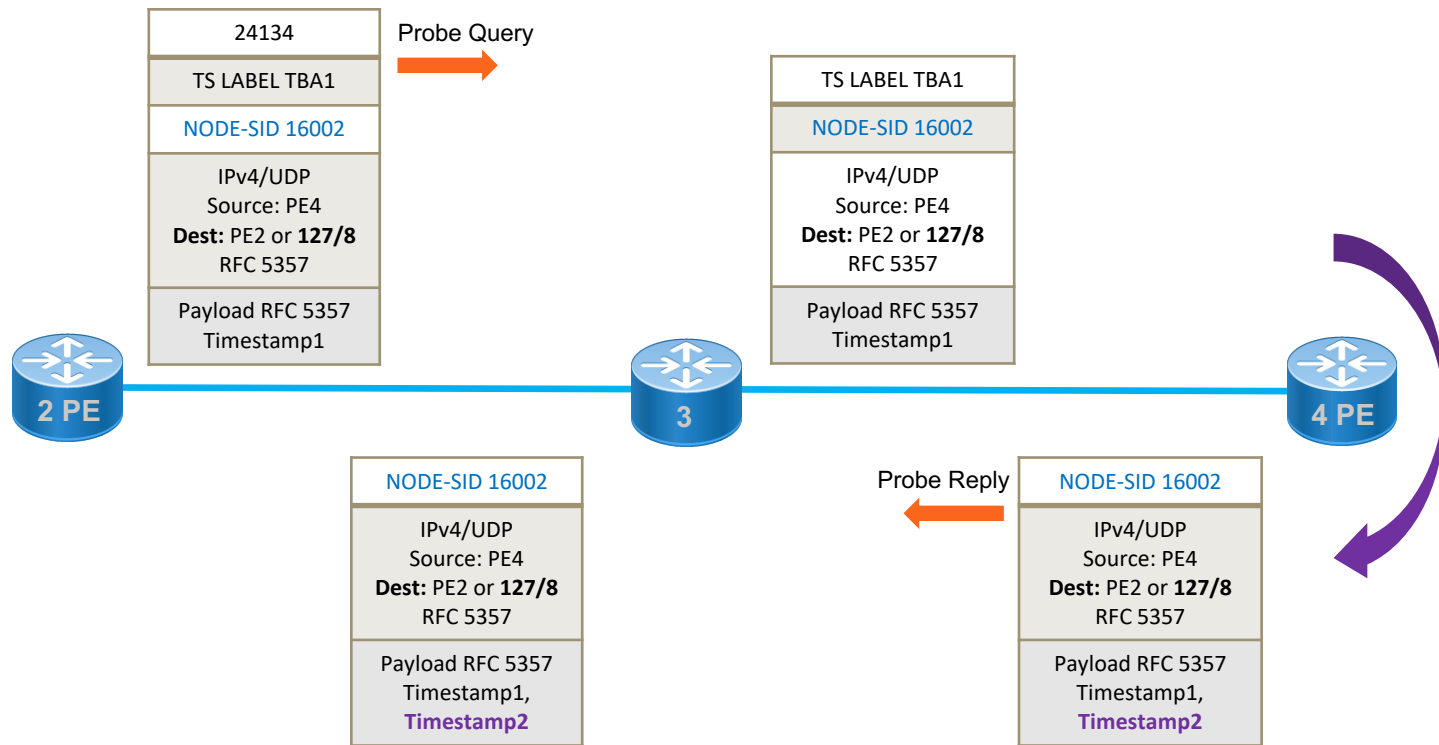 24134
TS LABEL TBA1
NODE-SID 16002
IPv4/UDP
Source: PE4
Dest: PE2 or 127/8
RFC 5357
Payload RFC 5357
Timestamp1
Probe Query
TS LABEL TBA1
NODE-SID 16002
IPv4/UDP
Source: PE4
Dest: PE2 or 127/8
RFC 5357
Payload RFC 5357
Timestamp1
2 PE
3
4 PE
NODE-SID 16002
IPv4/UDP
Source: PE4
Dest: PE2 or 127/8
RFC 5357
Payload RFC 5357
Timestamp1,
Timestamp2
Probe Reply
NODE-SID 16002
IPv4/UDP
Source: PE4
Dest: PE2 or 127/8
RFC 5357
Payload RFC 5357
Timestamp1,
Timestamp2